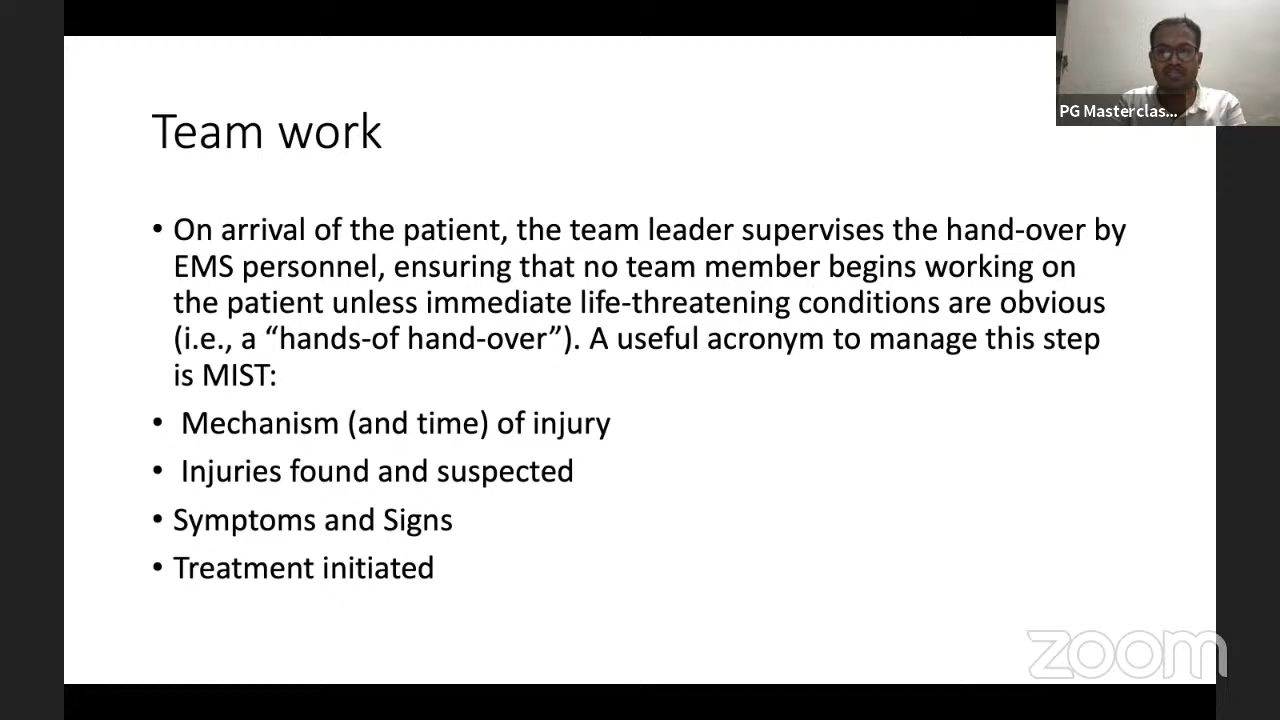 PG Masterclas...
Team work
• On arrival of the patient, the team leader supervises the hand-over by
EMS personnel, ensuring that no team member begins working on
the patient unless immediate life-threatening conditions are obvious
(i.e., a “hands-of hand-over”). A useful acronym to manage this step
is MIST:
• Mechanism (and time) of injury
• Injuries found and suspected
• Symptoms and Signs
• Treatment initiated
zoom